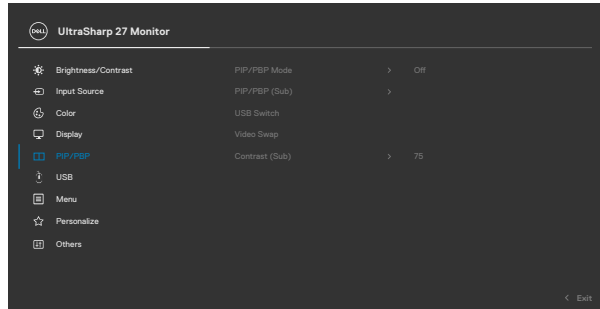 DELL UltraSharp 27 Monitor
Brightness/Contrast PIP/PBP Mode > Off
Input Source PIP/PBP (Sub) >
Color USB Switch
Display Video Swap
PIP/PBP Contrast (Sub) > 75
USB
Menu
Personalize
Others
< Exit